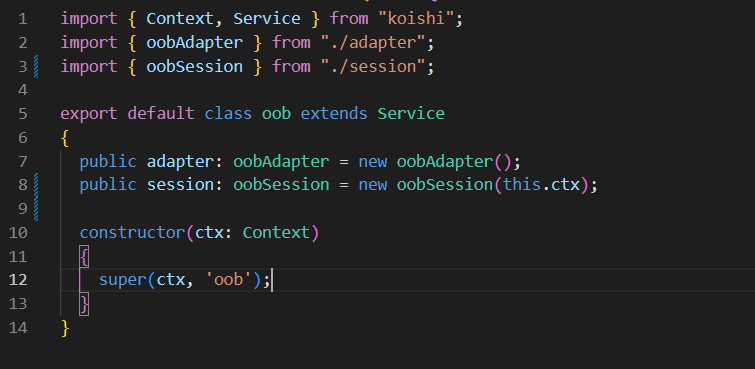 1 import { Context, Service } from "koishi";
2 import { oobAdapter } from "./adapter";
3 import { oobSession } from "./session";
4
5 export default class oob extends Service
6 {
7 public adapter: oobAdapter = new oobAdapter();
8 public session: oobSession = new oobSession(this.ctx);
9
10 constructor(ctx: Context)
11 {
12 super(ctx, 'oob');
13 }
14 }